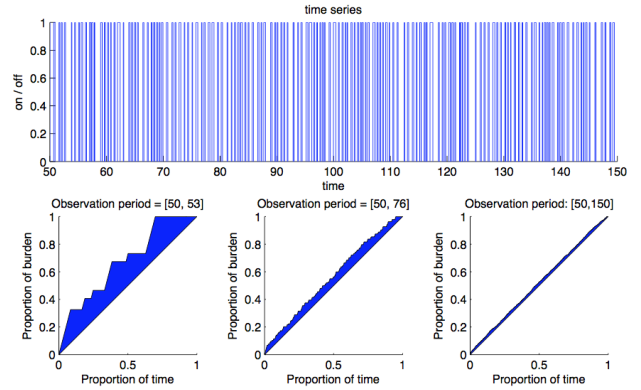 time series
on / off
1
0.8
0.6
0.4
0.2
0
50 60 70 80 90 100 110 120 130 140 150
time
Observation period = [50, 53]
Proportion of burden
1
0.8
0.6
0.4
0.2
0
0 0.5 1
Proportion of time
Observation period = [50, 76]
Proportion of burden
1
0.8
0.6
0.4
0.2
0
0 0.5 1
Proportion of time
Observation period: [50,150]
Proportion of burden
1
0.8
0.6
0.4
0.2
0
0 0.5 1
Proportion of time